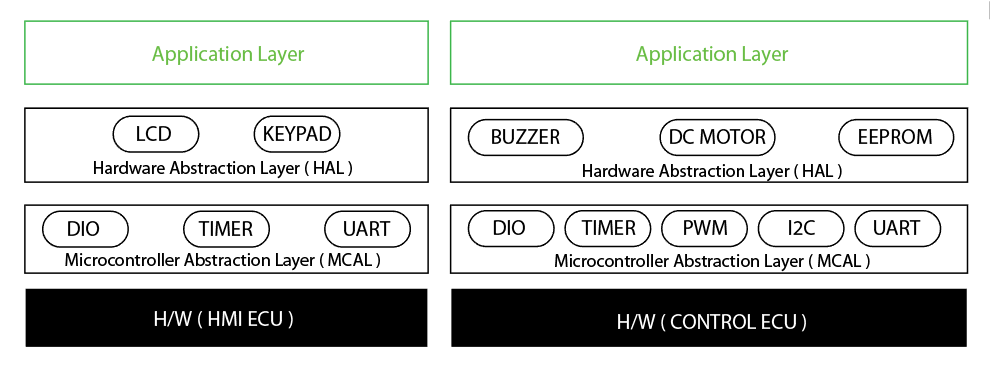 Application Layer
LCD KEYPAD
Hardware Abstraction Layer ( HAL )
DIO TIMER UART
Microcontroller Abstraction Layer ( MCAL )
H/W ( HMI ECU )
Application Layer
BUZZER DC MOTOR EEPROM
Hardware Abstraction Layer ( HAL )
DIO TIMER PWM I2C UART
Microcontroller Abstraction Layer ( MCAL )
H/W ( CONTROL ECU )